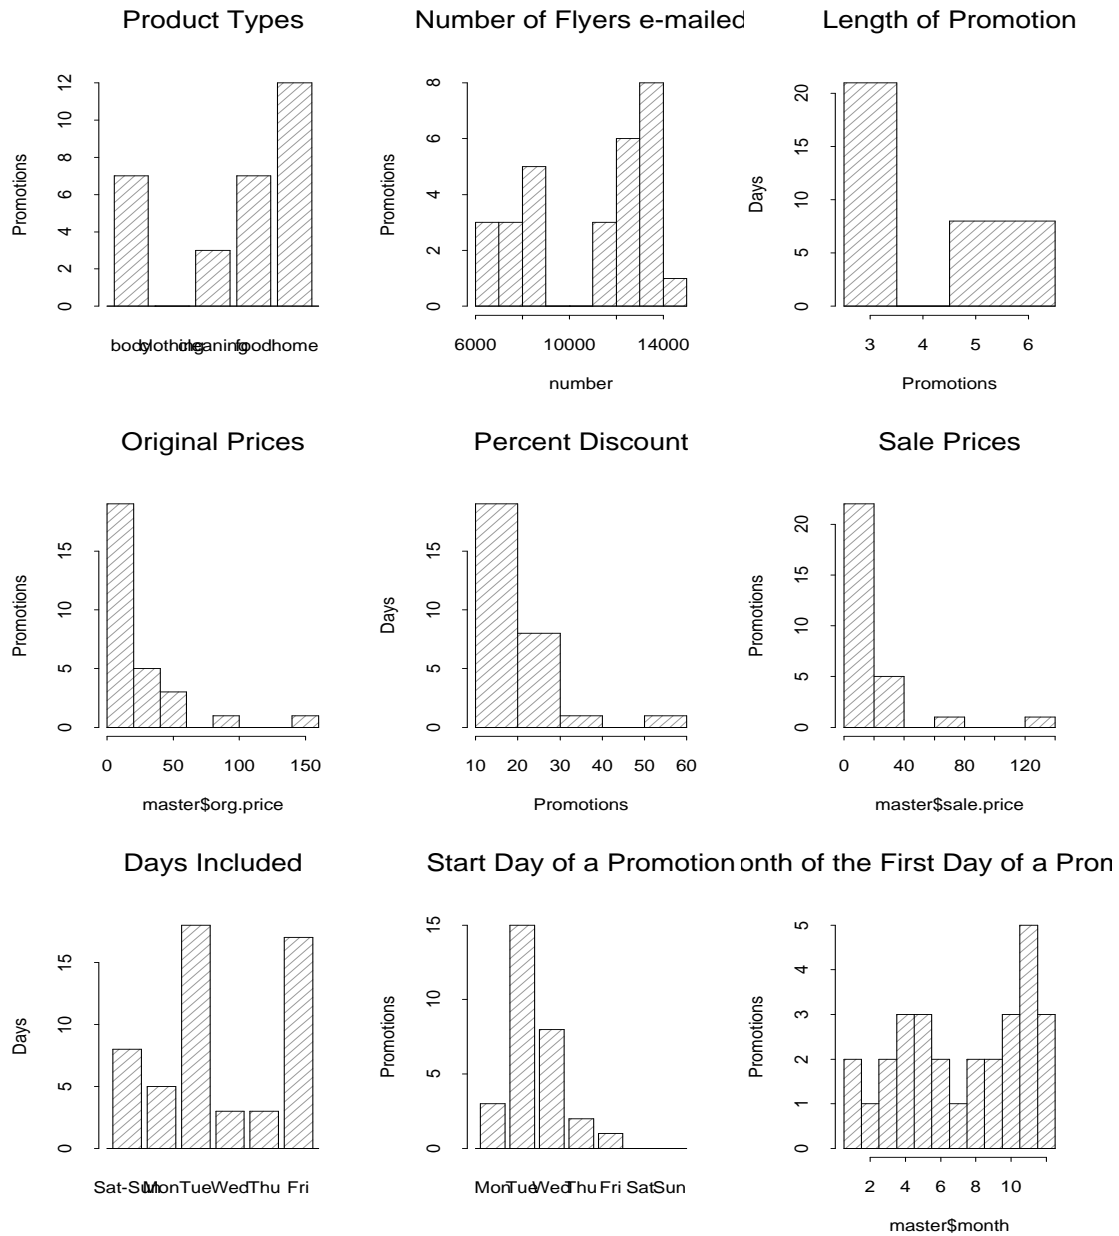 Product Types
Promotions
0 2 4 6 8 10 12
body clothing cleaning food home
Number of Flyers e-mailed
Promotions
0 2 4 6 8
6000 10000 14000
number
Length of Promotion
Days
0 5 10 15 20
3 4 5 6
Promotions
Original Prices
Promotions
0 5 10 15
0 50 100 150
master$org.price
Percent Discount
Days
0 5 10 15
10 20 30 40 50 60
Promotions
Sale Prices
Promotions
0 5 10 15 20
0 40 80 120
master$sale.price
Days Included
Days
0 5 10 15
Sat-Sun Mon Tue Wed Thu Fri
Start Day of a Promotion
Promotions
0 5 10 15
Mon Tue Wed Thu Fri Sat Sun
onth of the First Day of a Prom
Promotions
0 1 2 3 4 5
2 4 6 8 10
master$month